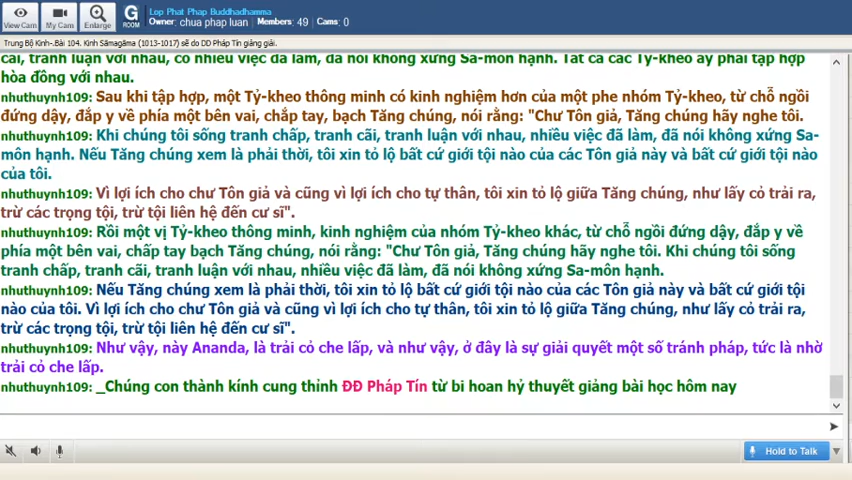 View Cam
My Cam
Enlarge
G
ROOM
Lop Phat Phap Buddhadhamma
Owner: chua phap luan Members: 49 Cams: 0
Trung Bộ Kinh-.Bài 104. Kinh Sāmagāma (1013-1017) sẽ do DD Pháp Tín giảng giải.
cãi, tranh luận với nhau, có nhiều việc đã làm, đã nói không xứng Sa-môn hạnh. Tất cả các Tỷ-kheo ấy phải tập hợp
hòa đồng với nhau.
nhuthuynh109: Sau khi tập hợp, một Tỷ-kheo thông minh có kinh nghiệm hơn của một phe nhóm Tỷ-kheo, từ chỗ ngồi
đứng dậy, đắp y về phía một bên vai, chắp tay, bạch Tăng chúng, nói rằng: "Chư Tôn giả, Tăng chúng hãy nghe tôi.
nhuthuynh109: Khi chúng tôi sống tranh chấp, tranh cãi, tranh luận với nhau, nhiều việc đã làm, đã nói không xứng Sa-
môn hạnh. Nếu Tăng chúng xem là phải thời, tôi xin tỏ lộ bất cứ giới tội nào của các Tôn giả này và bất cứ giới tội nào
của tôi.
nhuthuynh109: Vì lợi ích cho chư Tôn giả và cũng vì lợi ích cho tự thân, tôi xin tỏ lộ giữa Tăng chúng, như lấy cỏ trải ra,
trừ các trọng tội, trừ tội liên hệ đến cư sĩ".
nhuthuynh109: Rồi một vị Tỷ-kheo thông minh, kinh nghiệm của nhóm Tỷ-kheo khác, từ chỗ ngồi đứng dậy, đắp y về
phía một bên vai, chấp tay bạch Tăng chúng, nói rằng: "Chư Tôn giả, Tăng chúng hãy nghe tôi. Khi chúng tôi sống
tranh chấp, tranh cãi, tranh luận với nhau, nhiều việc đã làm, đã nói không xứng Sa-môn hạnh.
nhuthuynh109: Nếu Tăng chúng xem là phải thời, tôi xin tỏ lộ bất cứ giới tội nào của các Tôn giả này và bất cứ giới tội
nào của tôi. Vì lợi ích cho chư Tôn giả và cũng vì lợi ích cho tự thân, tôi xin tỏ lộ giữa Tăng chúng, như lấy cỏ trải ra,
trừ các trọng tội, trừ tội liên hệ đến cư sĩ".
nhuthuynh109: Như vậy, này Ananda, là trải cỏ che lấp, và như vậy, ở đây là sự giải quyết một số tránh pháp, tức là nhờ
trải cỏ che lấp.
nhuthuynh109: _Chúng con thành kính cung thỉnh ĐĐ Pháp Tín từ bi hoan hỷ thuyết giảng bài học hôm nay
Hold to Talk